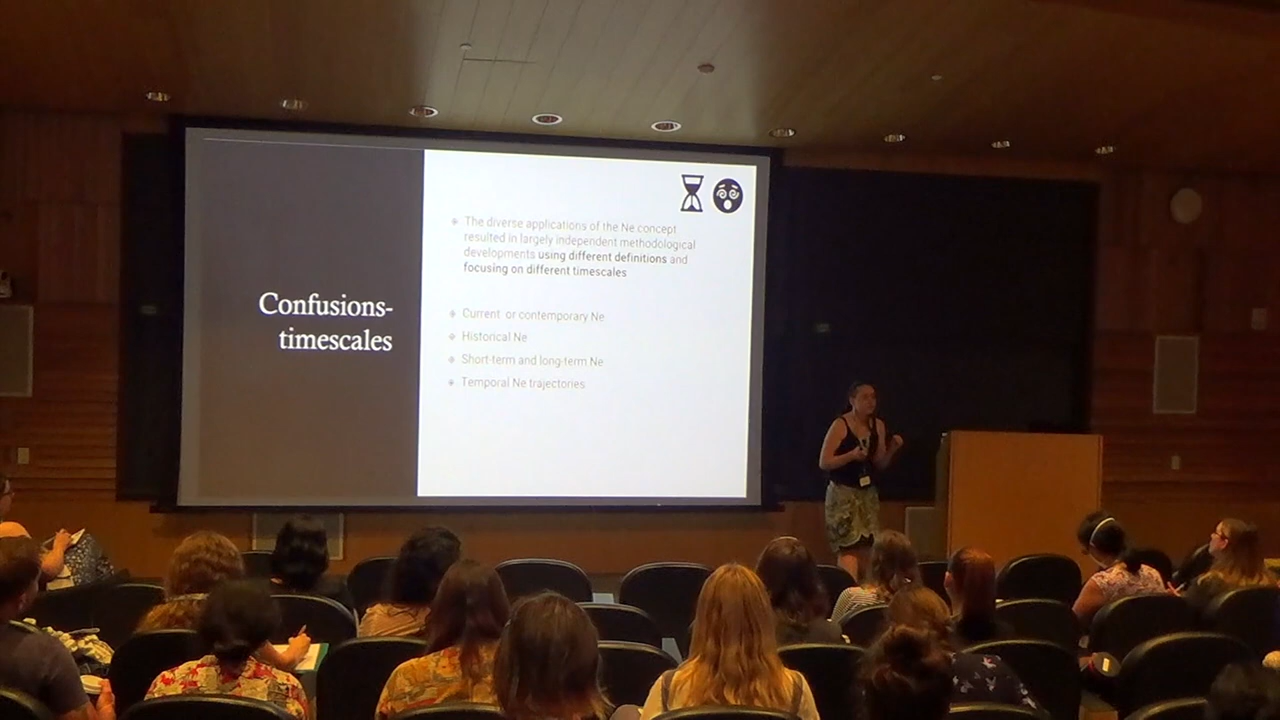 Confusions-
timescales
The diverse applications of the Ne concept
resulted in largely independent methodological
developments using different definitions and
focusing on different timescales
Current or contemporary Ne
Historical Ne
Short-term and long-term Ne
Temporal Ne trajectories